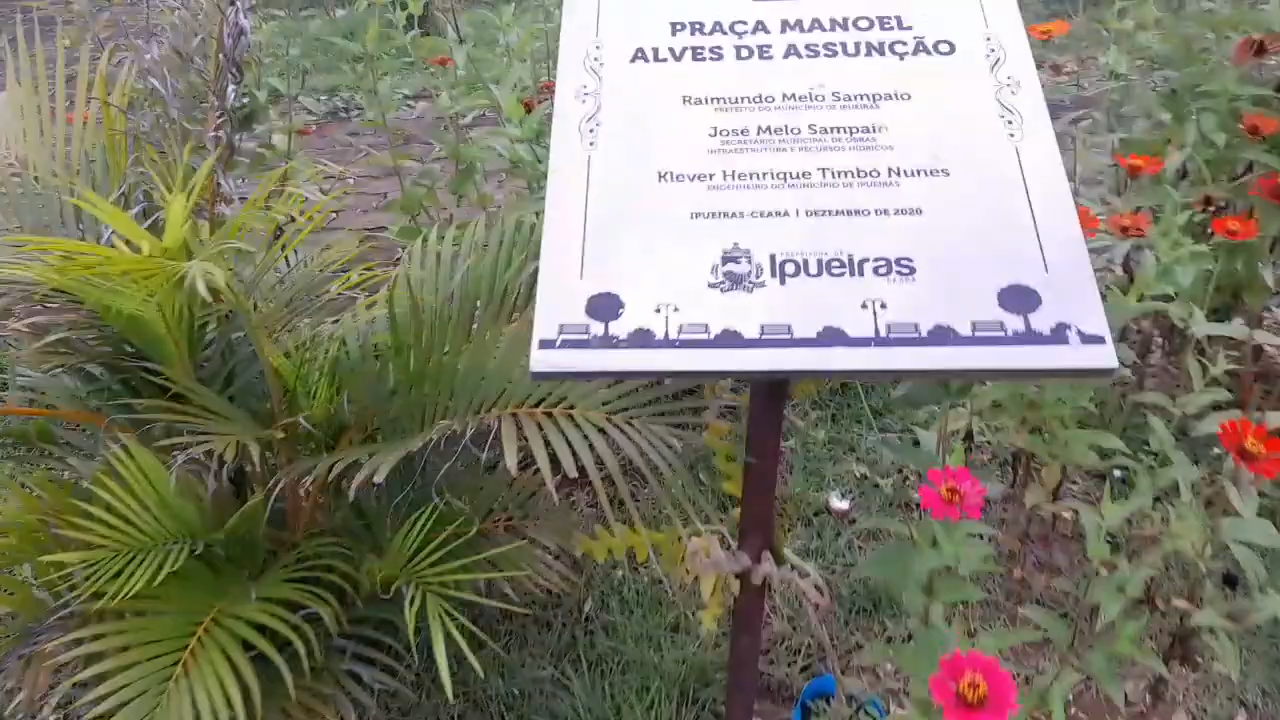 PRAÇA MANOEL
ALVES DE ASSUNÇÃO
Raimundo Melo Sampaio
PREFEITO DO MUNICÍPIO DE IPUEIRAS
José Melo Sampaio
SECRETÁRIO MUNICIPAL DE OBRAS
INFRAESTRUTURA E RECURSOS HÍDRICOS
Klever Henrique Timbó Nunes
ENGENHEIRO DO MUNICÍPIO DE IPUEIRAS
IPUEIRAS-CEARÁ | DEZEMBRO DE 2020
PREFEITURA DE
Ipueiras
CEARÁ